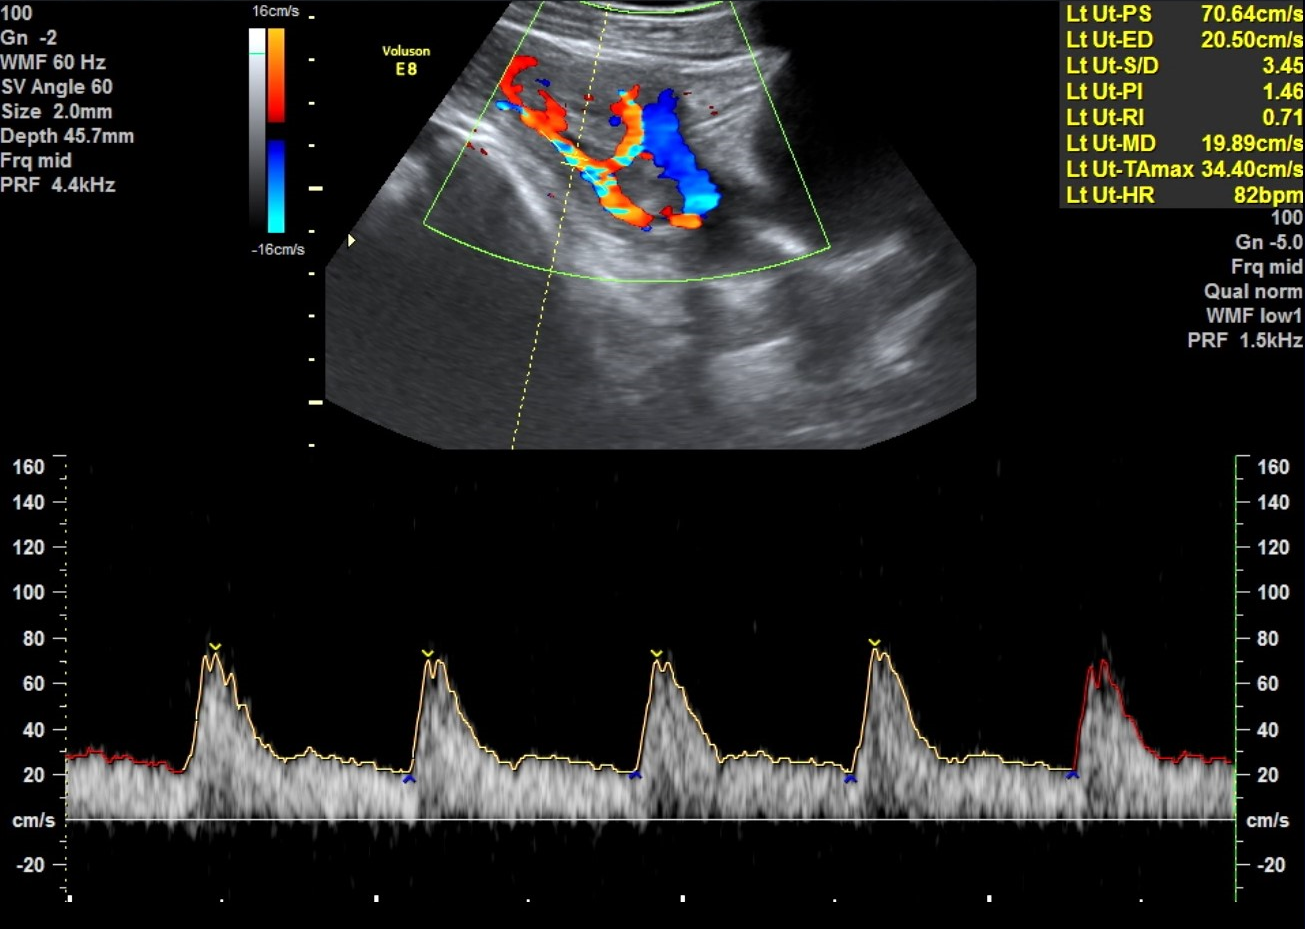 100
Gn -2
WMF 60 Hz
SV Angle 60
Size 2.0mm
Depth 45.7mm
Frq mid
PRF 4.4kHz
16cm/s
-16cm/s
Voluson
E8
Lt Ut-PS 70.64cm/s
Lt Ut-ED 20.50cm/s
Lt Ut-S/D 3.45
Lt Ut-PI 1.46
Lt Ut-RI 0.71
Lt Ut-MD 19.89cm/s
Lt Ut-TAmax 34.40cm/s
Lt Ut-HR 82bpm
100
Gn -5.0
Frq mid
Qual norm
WMF low1
PRF 1.5kHz
160 160
140 140
120 120
100 100
80 80
60 60
40 40
20 20
cm/s cm/s
-20 -20